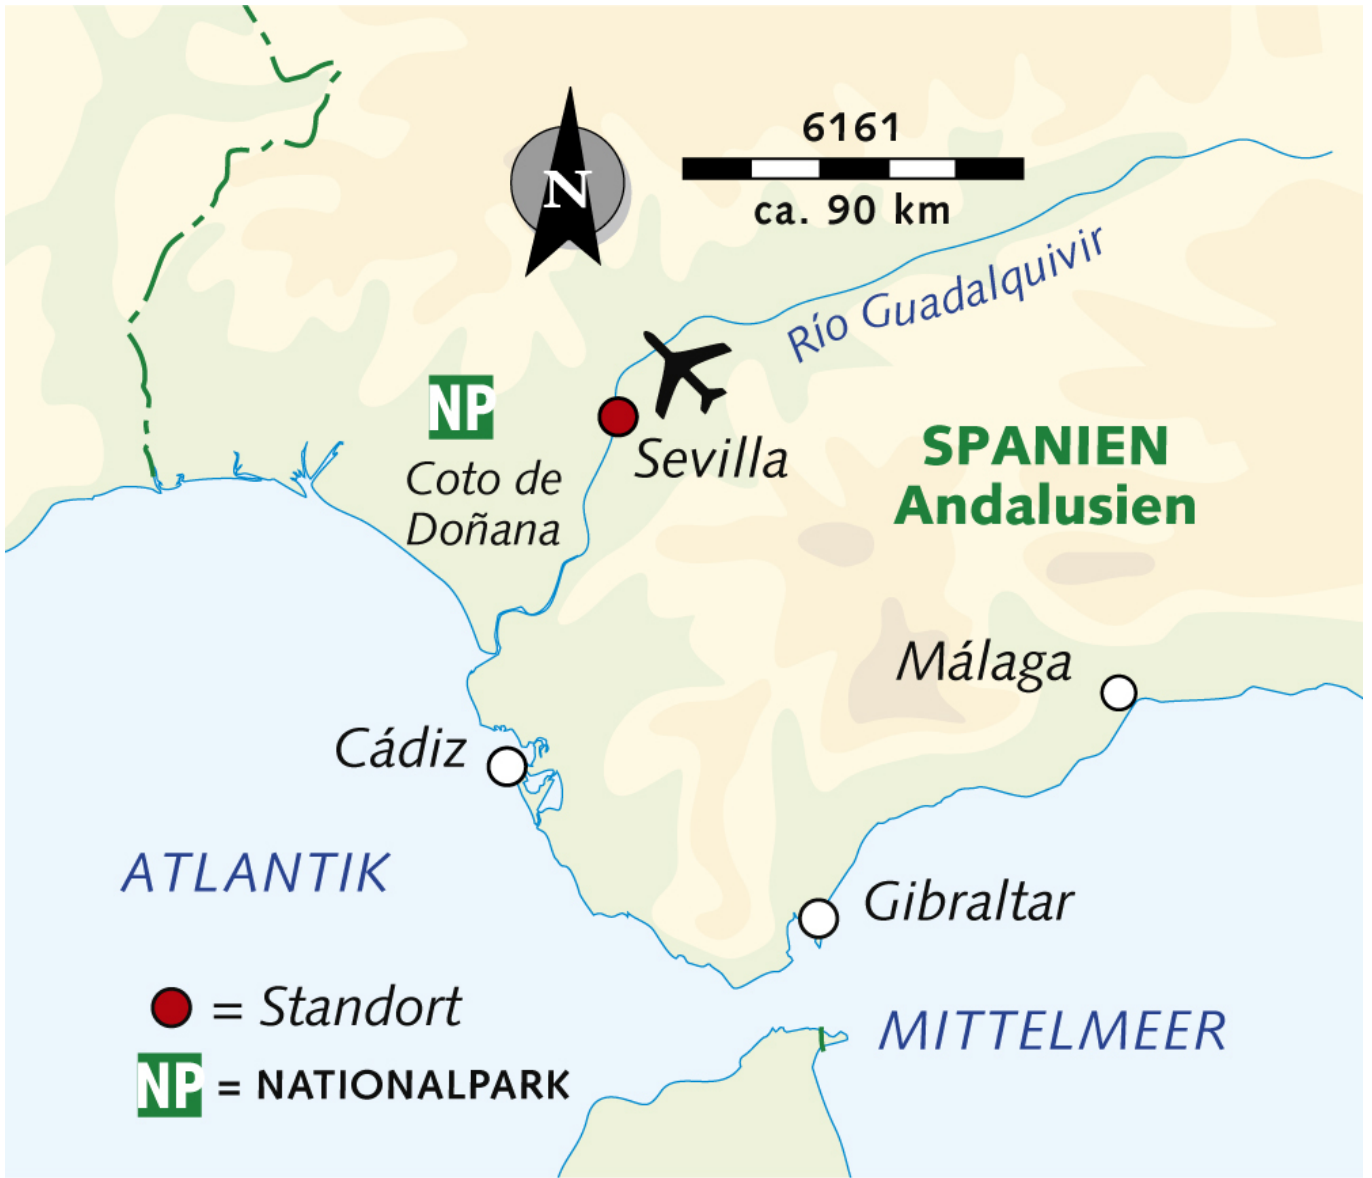 6161
N
ca. 90 km
Río Guadalquivir
NP
Coto de
Doñana
Sevilla
SPANIEN
Andalusien
Málaga
Cádiz
ATLANTIK
Gibraltar
= Standort
MITTELMEER
NP = NATIONALPARK